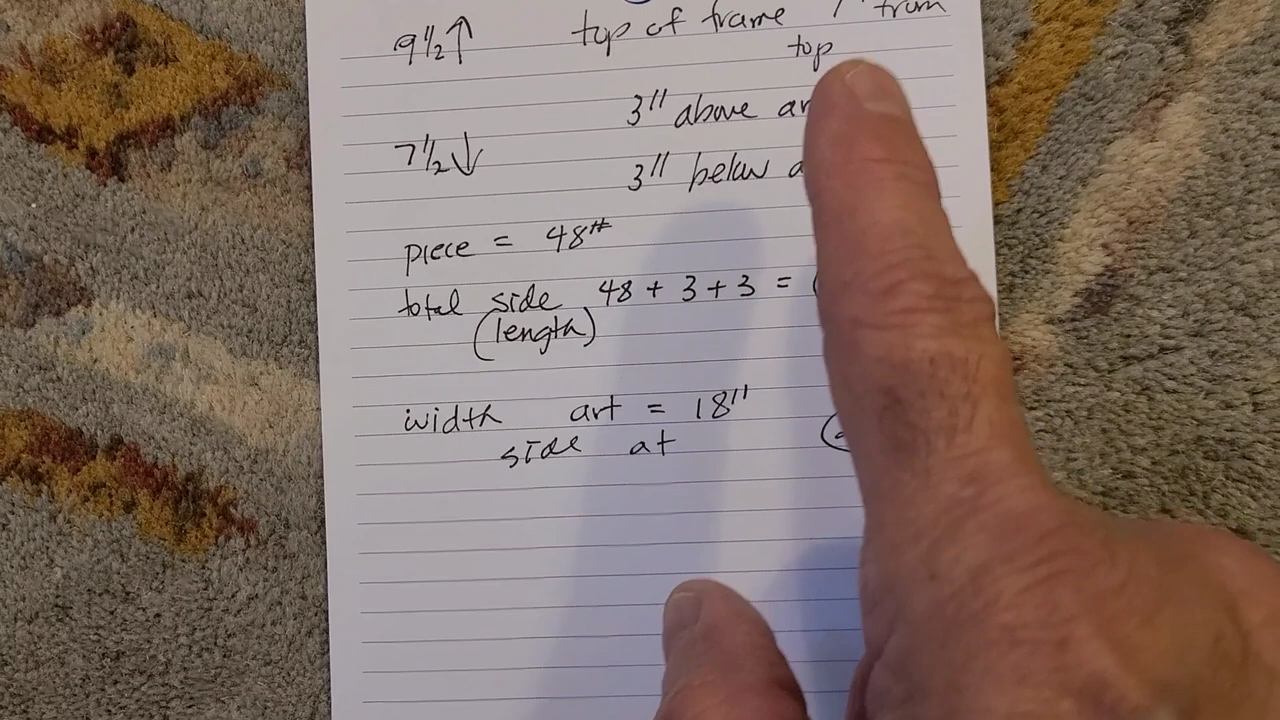 9½↑ top of frame from
top
3" above
7½↓
3" below
piece = 48"
total side 48 + 3 + 3 =
(length)
width art = 18"
side at